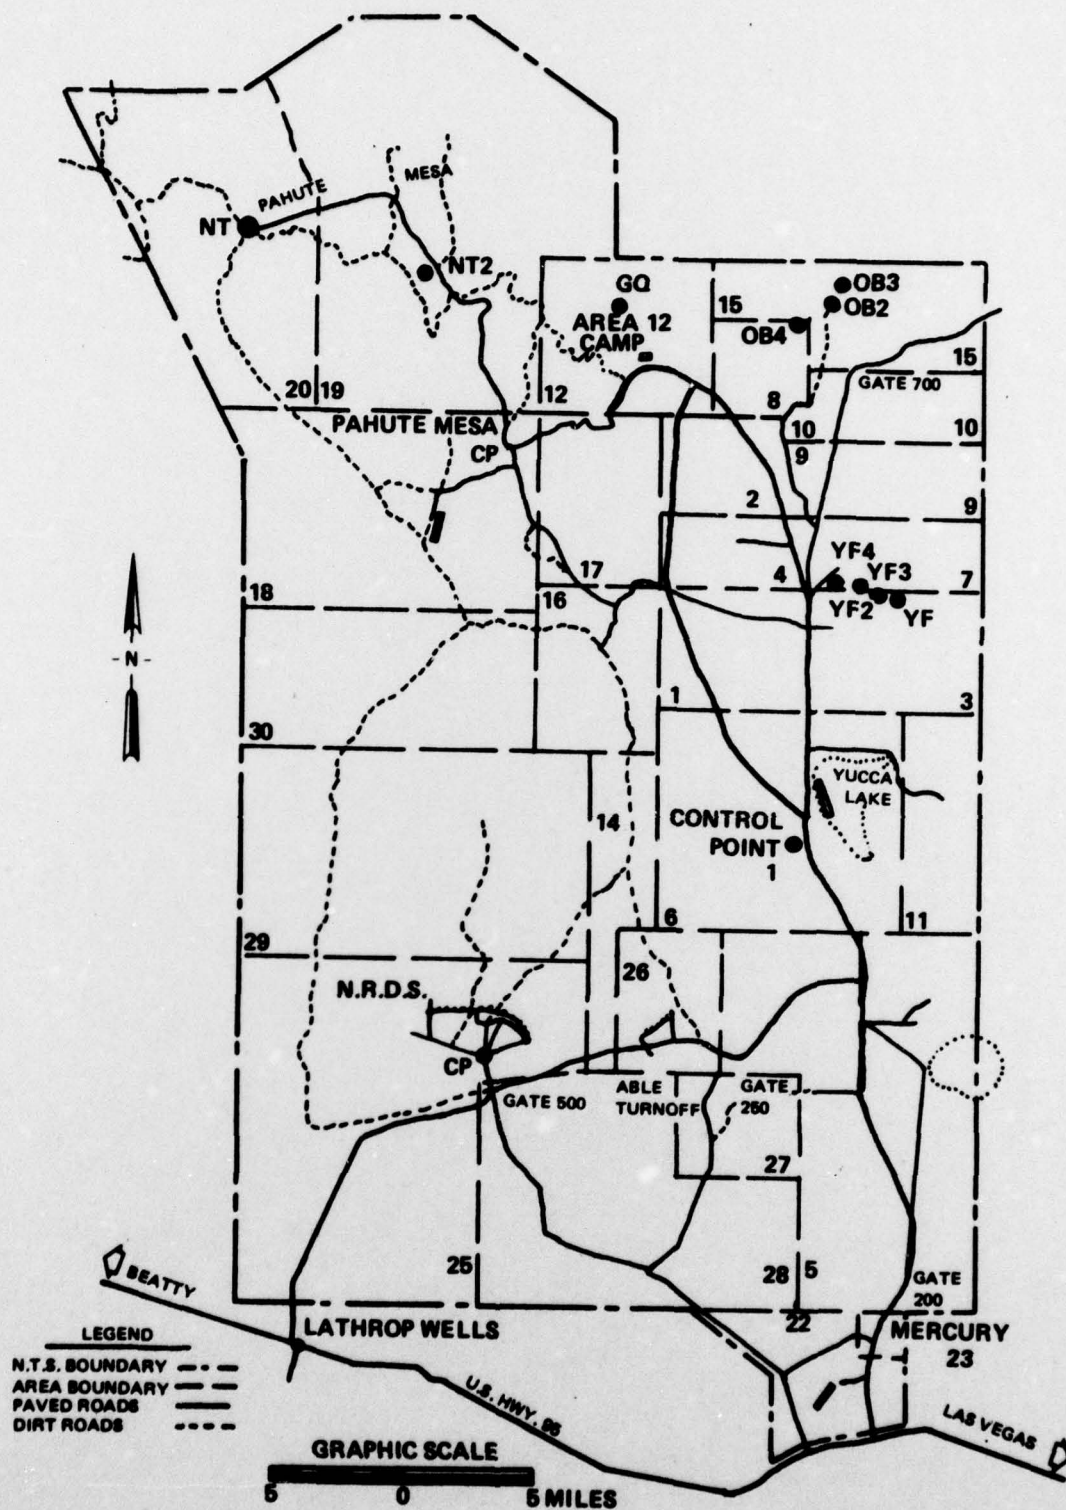 PAHUTE
MESA
NT
NT2
GQ
AREA 12
CAMP
15
OB3
OB2
OB4
15
GATE 700
20 19
12
8
10
9
10
PAHUTE MESA
CP
2
9
YF4
YF3
17
4
7
18
16
YF2
YF
N
1
3
30
YUCCA
LAKE
14
CONTROL
POINT
1
6
11
29
26
N.R.D.S.
CP
GATE 500
ABLE
TURNOFF
GATE
250
27
25
28
5
GATE
200
22
BEATTY
LATHROP WELLS
MERCURY
23
LEGEND
N.T.S. BOUNDARY
AREA BOUNDARY
PAVED ROADS
DIRT ROADS
U.S. HWY. 95
LAS VEGAS
GRAPHIC SCALE
5 0 5 MILES